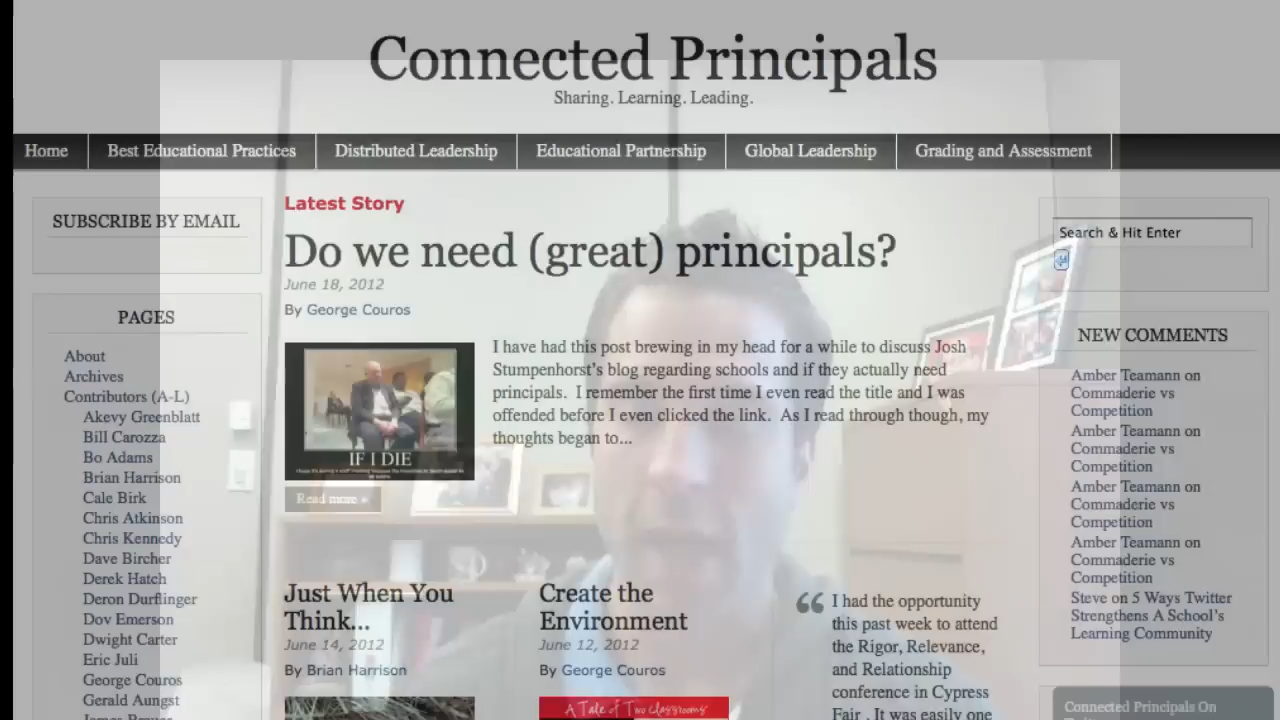 Connected Principals
Sharing. Learning. Leading.
Home
Best Educational Practices
Distributed Leadership
Educational Partnership
Global Leadership
Grading and Assessment
SUBSCRIBE BY EMAIL
PAGES
About
Archives
Contributors (A-L)
Akevy Greenblatt
Bill Carozza
Bo Adams
Brian Harrison
Cale Birk
Chris Atkinson
Chris Kennedy
Dave Bircher
Derek Hatch
Deron Durflinger
Dov Emerson
Dwight Carter
Eric Juli
George Couros
Gerald Aungst
Latest Story
Do we need (great) principals?
June 18, 2012
By George Couros
IF I DIE
Read more »
I have had this post brewing in my head for a while to discuss Josh
Stumpenhorst's blog regarding schools and if they actually need
principals. I remember the first time I even read the title and I was
offended before I even clicked the link. As I read through though, my
thoughts began to...
Just When You
Think...
June 14, 2012
By Brian Harrison
Create the
Environment
June 12, 2012
By George Couros
A Tale of Two Classrooms
“ I had the opportunity
this past week to attend
the Rigor, Relevance,
and Relationship
conference in Cypress
Fair . It was easily one
Search & Hit Enter
NEW COMMENTS
Amber Teamann on
Commaderie vs
Competition
Amber Teamann on
Commaderie vs
Competition
Amber Teamann on
Commaderie vs
Competition
Amber Teamann on
Commaderie vs
Competition
Steve on 5 Ways Twitter
Strengthens A School's
Learning Community
Connected Principals On